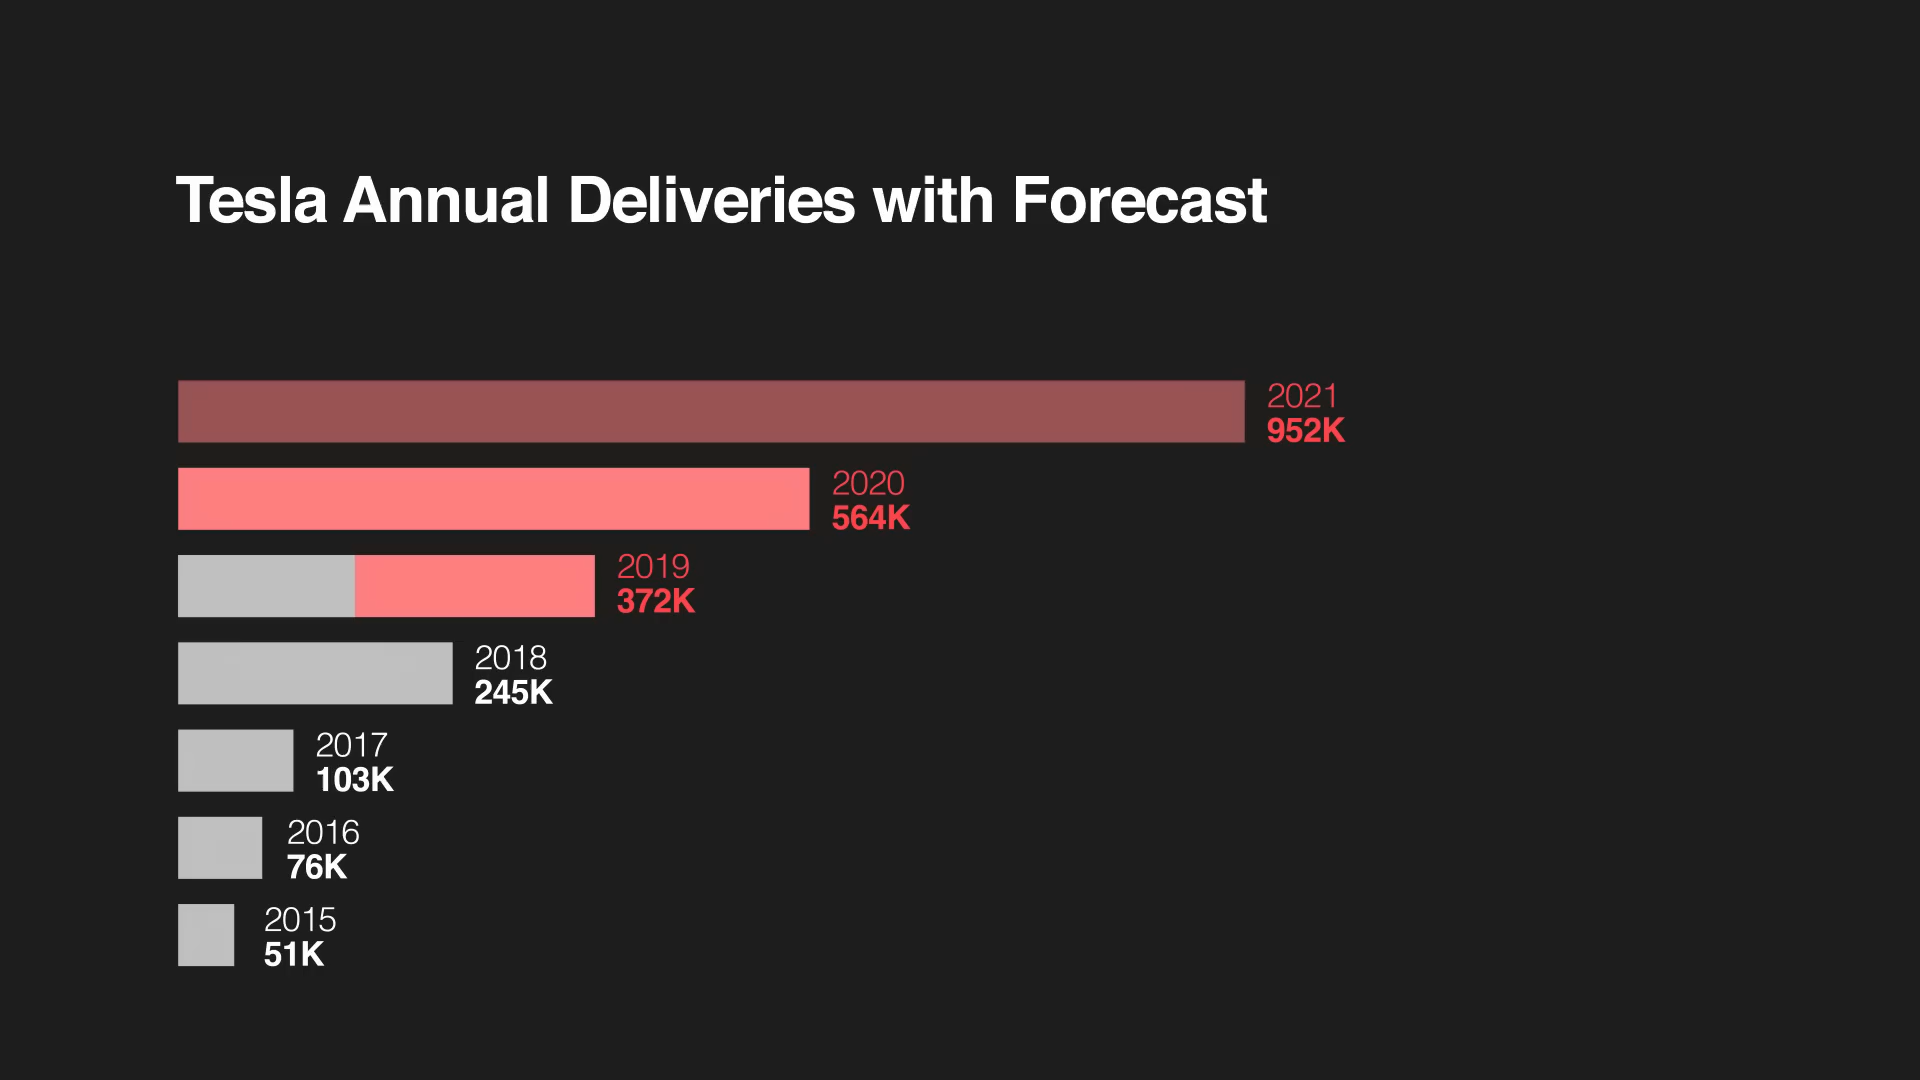 Tesla Annual Deliveries with Forecast
2021
952K
2020
564K
2019
372K
2018
245K
2017
103K
2016
76K
2015
51K